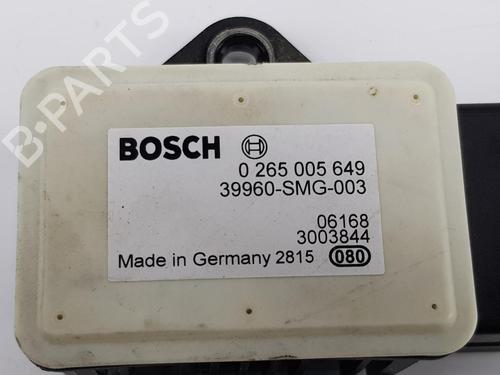 B-PARTS
BOSCH
0 265 005 649
39960-SMG-003
06168
3003844
Made in Germany 2815 080